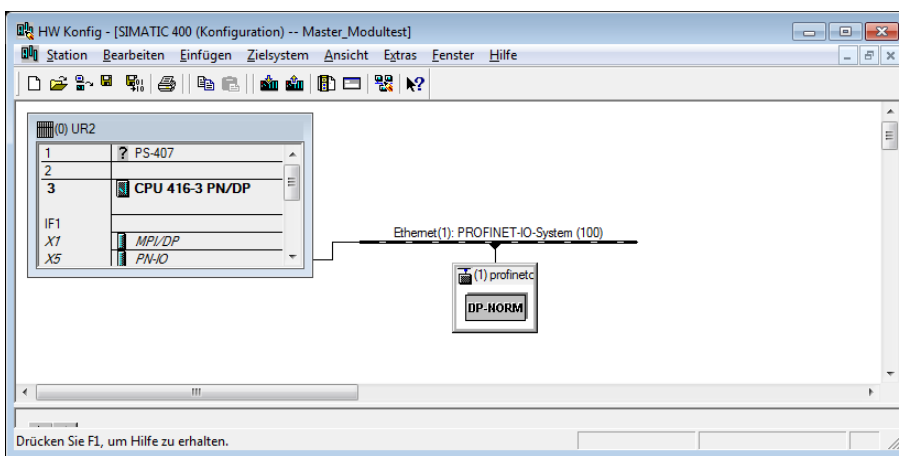 HW Konfig - [SIMATIC 400 (Konfiguration) -- Master_Modultest]
Station Bearbeiten Einfügen Zielsystem Ansicht Extras Fenster Hilfe
(0) UR2
1 ? PS-407
2
3 CPU 416-3 PN/DP
IF1
X1 MPI/DP
X5 PN-IO
Ethernet(1): PROFINET-IO-System (100)
(1) profinetc
DP-NORM
Drücken Sie F1, um Hilfe zu erhalten.